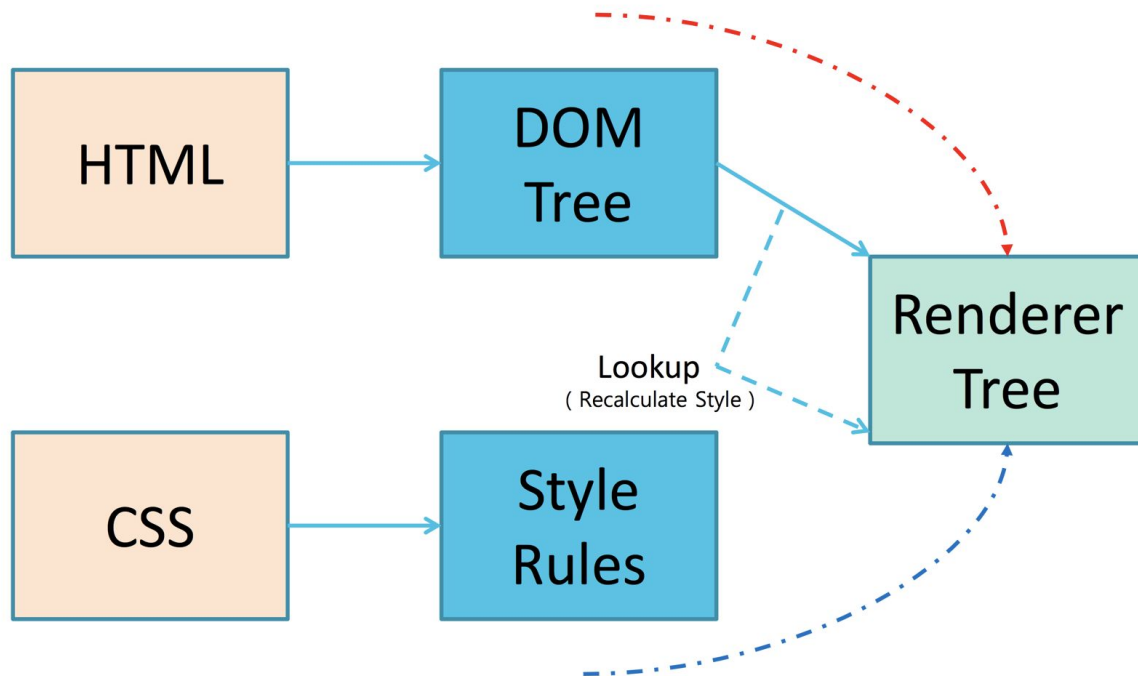 HTML
DOM
Tree
Renderer
Tree
Lookup
( Recalculate Style )
CSS
Style
Rules